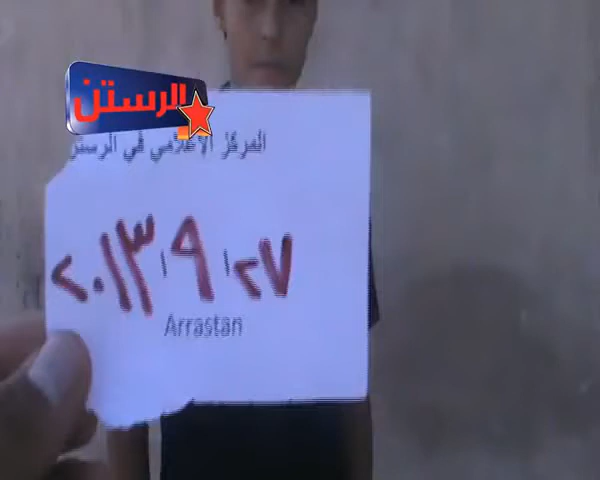 الرستن
المركز الإعلامي في الرستن
٢٠١٣ / ٩ / ٢٧
Arrastan